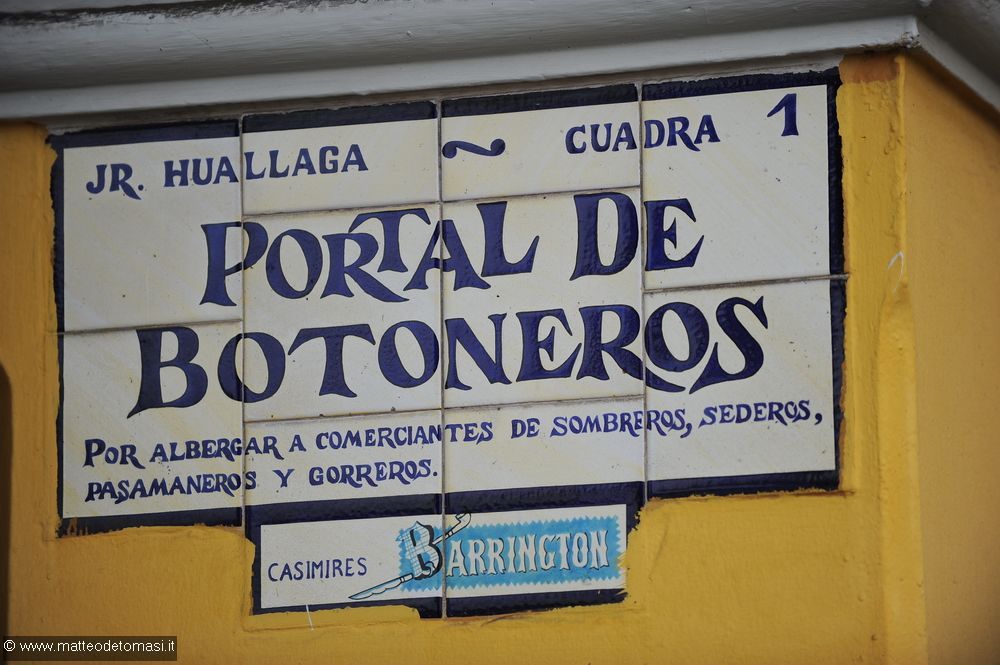 JR. HUALLAGA ~ CUADRA 1
PORTAL DE
BOTONEROS
POR ALBERGAR A COMERCIANTES DE SOMBREROS, SEDEROS,
PASAMANEROS Y GORREROS.
CASIMIRES BARRINGTON
© www.matteodetomasi.it